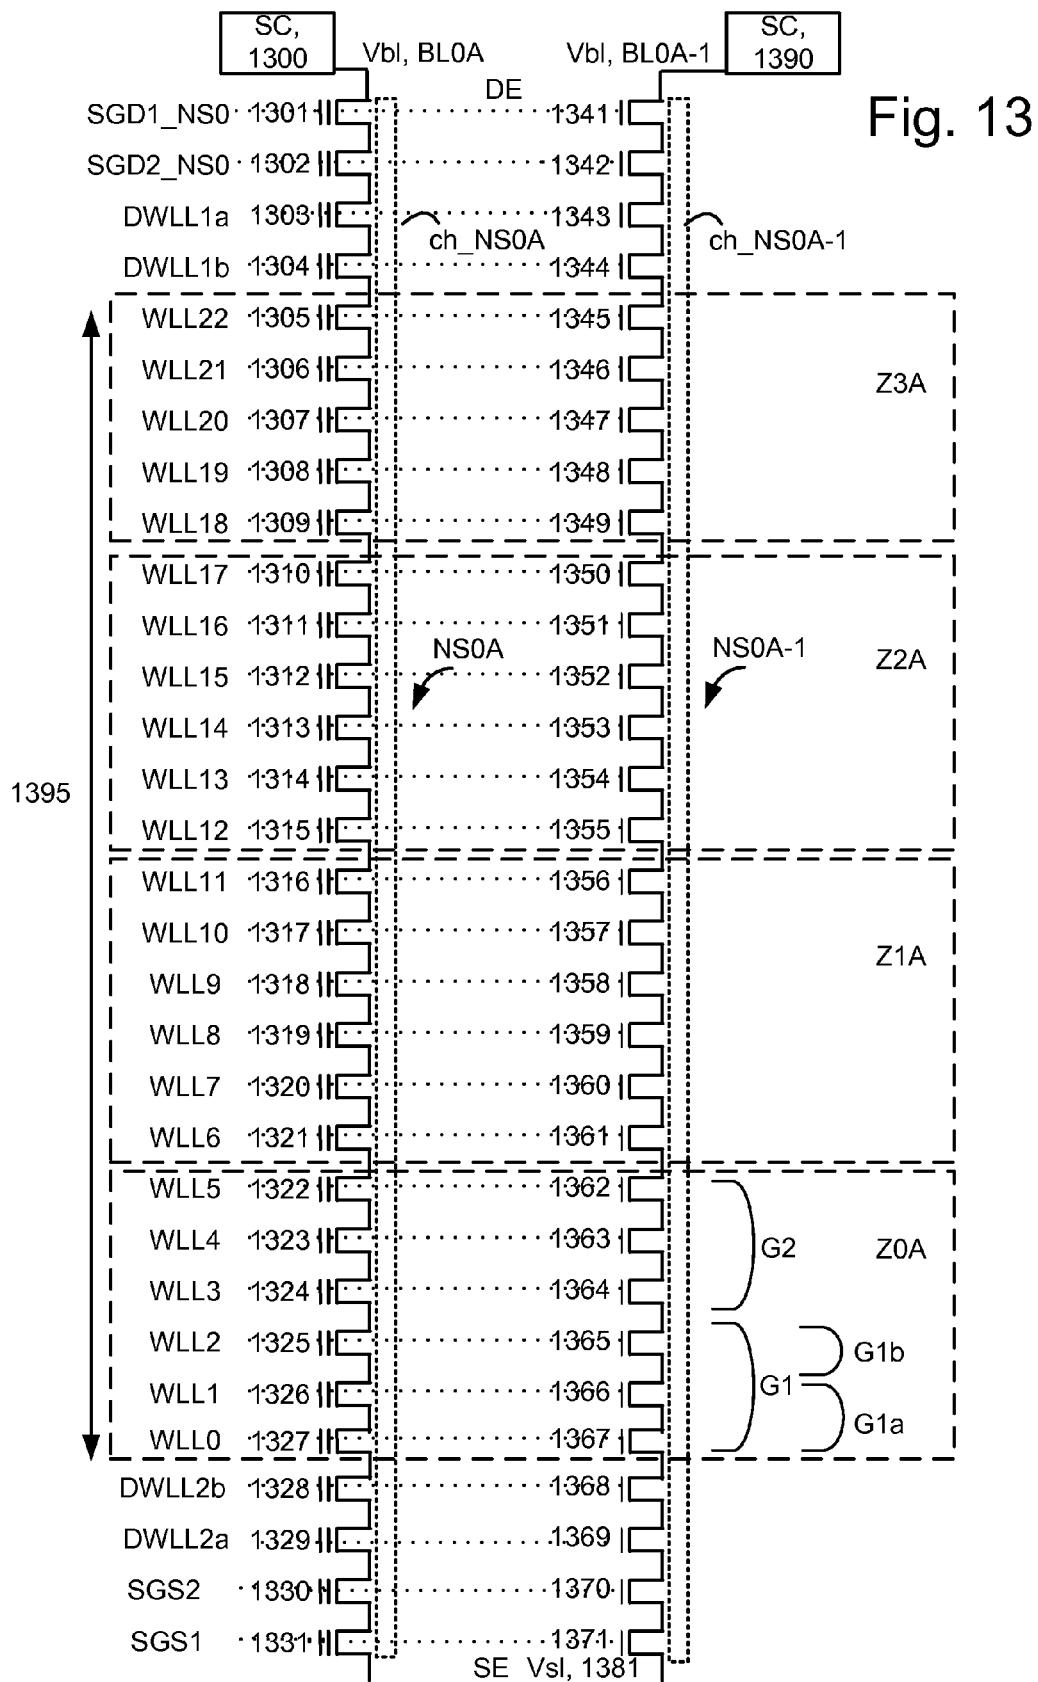 SC, 1300
Vbl, BL0A
Vbl, BL0A-1
SC, 1390
Fig. 13
DE
SGD1_NS0 1301 1341
SGD2_NS0 1302 1342
DWLL1a 1303 1343
ch_NS0A
ch_NS0A-1
DWLL1b 1304 1344
WLL22 1305 1345
WLL21 1306 1346
Z3A
WLL20 1307 1347
WLL19 1308 1348
WLL18 1309 1349
WLL17 1310 1350
WLL16 1311 1351
NS0A
NS0A-1
Z2A
WLL15 1312 1352
WLL14 1313 1353
WLL13 1314 1354
1395
WLL12 1315 1355
WLL11 1316 1356
WLL10 1317 1357
Z1A
WLL9 1318 1358
WLL8 1319 1359
WLL7 1320 1360
WLL6 1321 1361
WLL5 1322 1362
WLL4 1323 1363
G2
Z0A
WLL3 1324 1364
WLL2 1325 1365
G1b
WLL1 1326 1366
G1
G1a
WLL0 1327 1367
DWLL2b 1328 1368
DWLL2a 1329 1369
SGS2 1330 1370
SGS1 1331 1371
SE Vsl, 1381